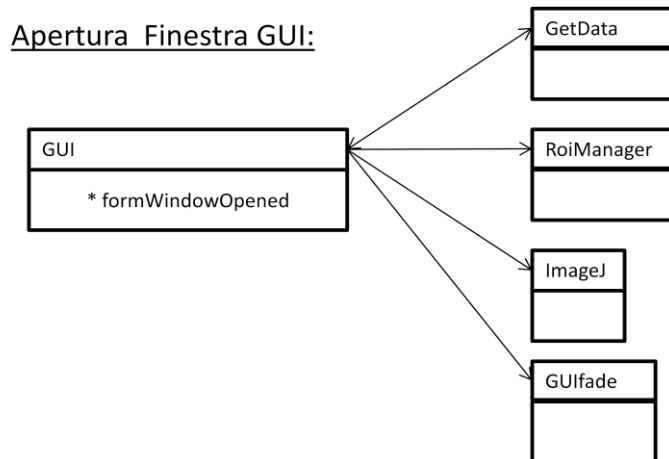 Apertura Finestra GUI:
GUI
* formWindowOpened
GetData
RoiManager
ImageJ
GUIfade